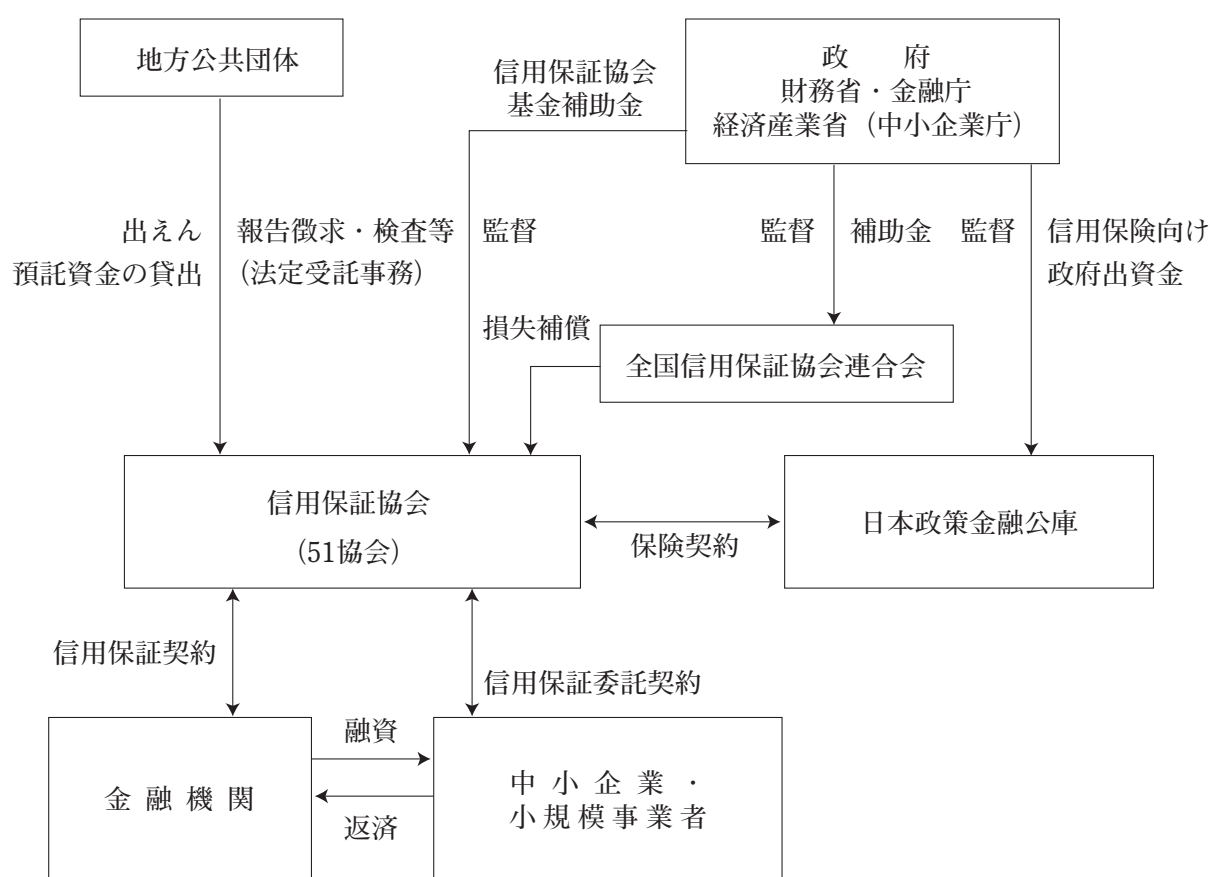 地方公共団体
政　　府
財務省・金融庁
経済産業省（中小企業庁）
信用保証協会
基金補助金
出えん
預託資金の貸出
報告徴求・検査等
（法定受託事務）
監督
監督
補助金
監督
信用保険向け
政府出資金
損失補償
全国信用保証協会連合会
信用保証協会
（51協会）
保険契約
日本政策金融公庫
信用保証契約
信用保証委託契約
金 融 機 関
融資
返済
中 小 企 業 ・
小 規 模 事 業 者